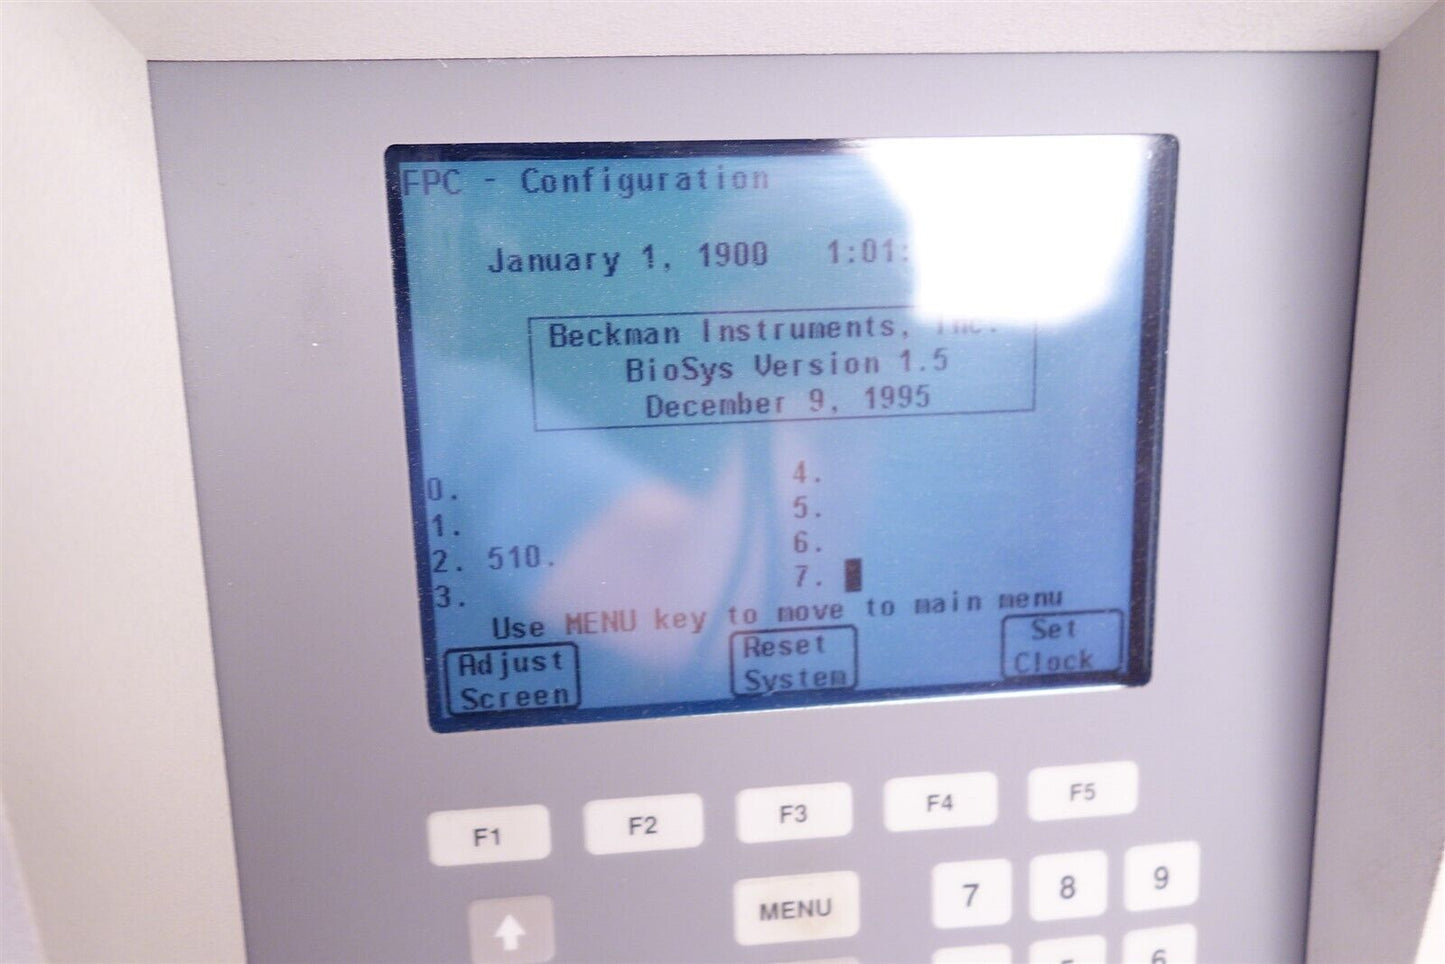 FPC - Configuration
January 1, 1900 1:01:
Beckman Instruments, Inc.
BioSys Version 1.5
December 9, 1995
0.
1.
2. 510.
3.
4.
5.
6.
7.
Use MENU key to move to main menu
Adjust
Screen
Reset
System
Set
Clock
F1 F2 F3 F4 F5
MENU 7 8 9
6